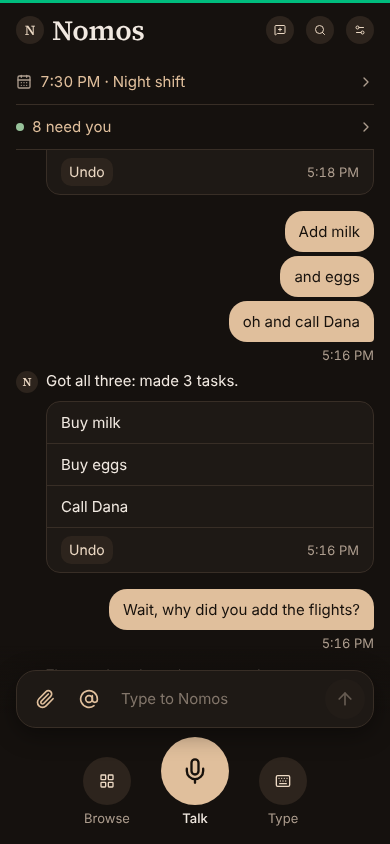 N Nomos
7:30 PM · Night shift
8 need you
Undo 5:18 PM
Add milk
and eggs
oh and call Dana
5:16 PM
N Got all three: made 3 tasks.
Buy milk
Buy eggs
Call Dana
Undo 5:16 PM
Wait, why did you add the flights?
5:16 PM
Type to Nomos
Browse Talk Type